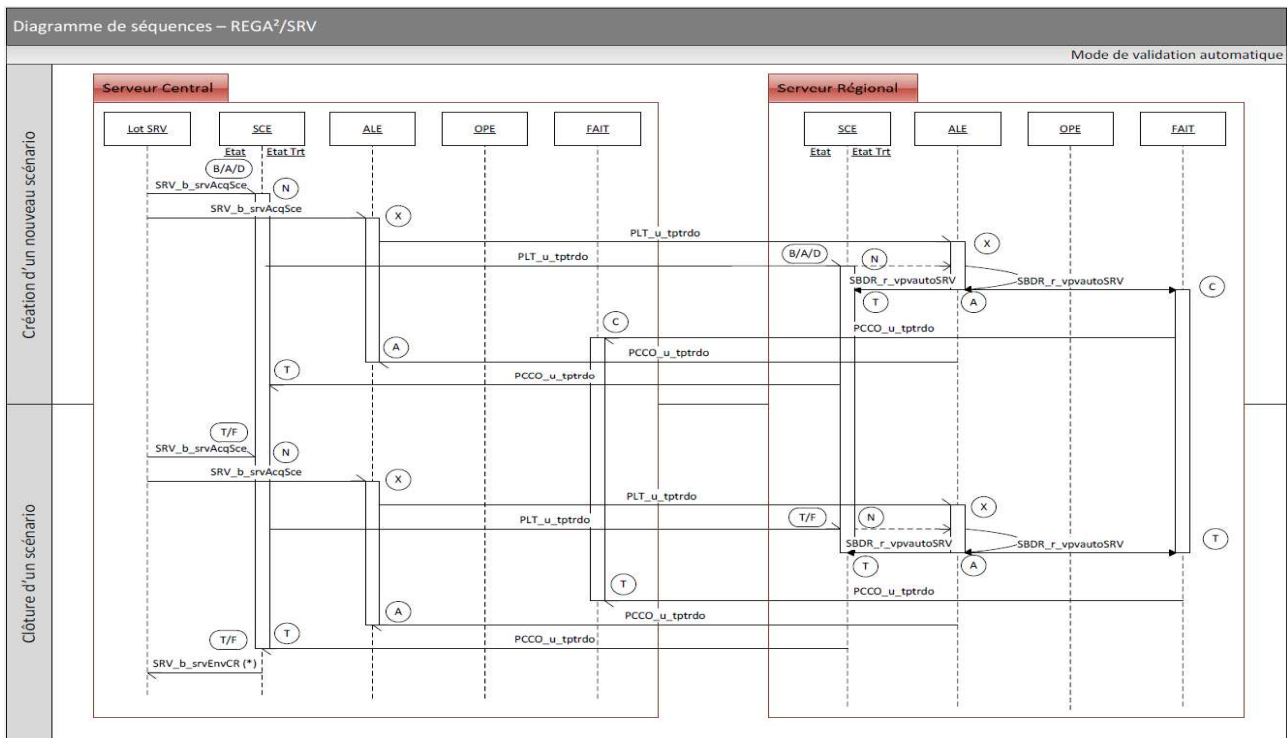 Diagramme de séquences – REGA²/SRV
Mode de validation automatique
Création d'un nouveau scénario
Serveur Central
Serveur Régional
Lot SRV
SCE
ALE
OPE
FAIT
SCE
ALE
OPE
FAIT
Etat
Etat Trt
Etat
Etat Trt
B/A/D
SRV_b_srvAcqSce
N
SRV_b_srvAcqSce
X
PLT_u_tptrdo
X
PLT_u_tptrdo
B/A/D
N
SBDR_r_vpvautoSRV
SBDR_r_vpvautoSRV
C
T
A
C
PCCO_u_tptrdo
A
PCCO_u_tptrdo
T
PCCO_u_tptrdo
Clôture d'un scénario
T/F
SRV_b_srvAcqSce
N
SRV_b_srvAcqSce
X
PLT_u_tptrdo
X
PLT_u_tptrdo
T/F
N
SBDR_r_vpvautoSRV
SBDR_r_vpvautoSRV
T
T
A
T
PCCO_u_tptrdo
A
PCCO_u_tptrdo
T/F
T
PCCO_u_tptrdo
SRV_b_srvEnvCR (*)